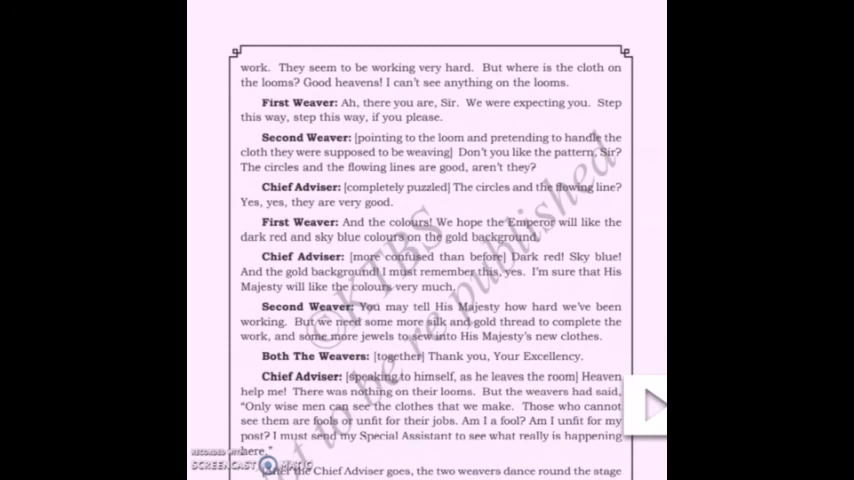 work. They seem to be working very hard. But where is the cloth on
the looms? Good heavens! I can't see anything on the looms.
First Weaver: Ah, there you are, Sir. We were expecting you. Step
this way, step this way, if you please.
Second Weaver: [pointing to the loom and pretending to handle the
cloth they were supposed to be weaving] Don't you like the pattern, Sir?
The circles and the flowing lines are good, aren't they?
Chief Adviser: [completely puzzled] The circles and the flowing line?
Yes, yes, they are very good.
First Weaver: And the colours! We hope the Emperor will like the
dark red and sky blue colours on the gold background.
Chief Adviser: [more confused than before] Dark red! Sky blue!
And the gold background! I must remember this, yes. I'm sure that His
Majesty will like the colours very much.
Second Weaver: You may tell His Majesty how hard we've been
working. But we need some more silk and gold thread to complete the
work, and some more jewels to sew into His Majesty's new clothes.
Both The Weavers: [together] Thank you, Your Excellency.
Chief Adviser: [speaking to himself, as he leaves the room] Heaven
help me! There was nothing on their looms. But the weavers had said,
"Only wise men can see the clothes that we make. Those who cannot
see them are fools or unfit for their jobs. Am I a fool? Am I unfit for my
post? I must send my Special Assistant to see what really is happening
here."
the Chief Adviser goes, the two weavers dance round the stage
©KTBS
not to be republished
RECORDED WITH
SCREENCAST MATIC